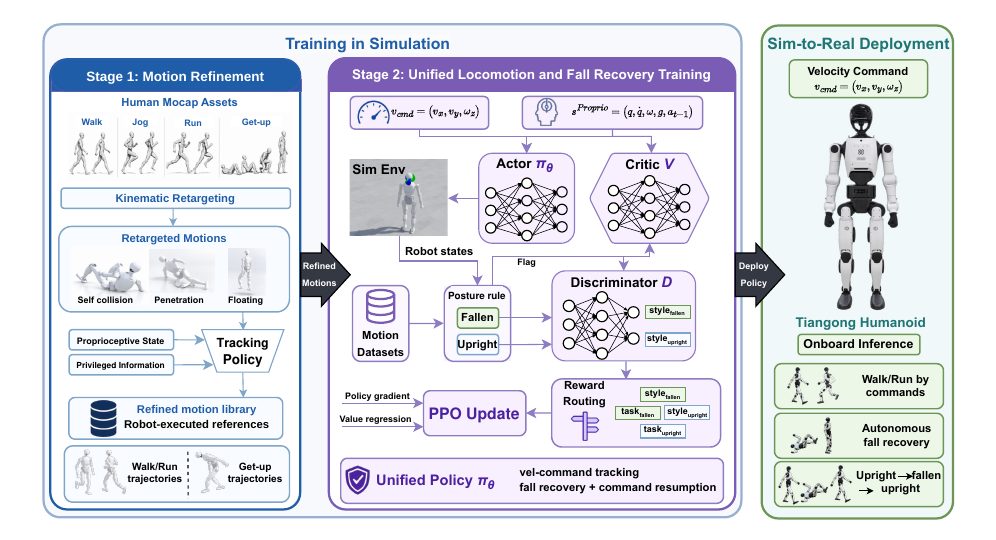 Training in Simulation
Stage 1: Motion Refinement
Human Mocap Assets
Walk
Jog
Run
Get-up
Kinematic Retargeting
Retargeted Motions
Self collision
Penetration
Floating
Proprioceptive State
Privileged Information
Tracking
Policy
Refined motion library
Robot-executed references
Walk/Run
trajectories
Get-up
trajectories
Refined
Motions
Stage 2: Unified Locomotion and Fall Recovery Training
v_cmd = (v_x, v_y, ω_z)
s^Proprio = (q, q̇, ω, g, a_{t−1})
Sim Env
Actor π_θ
Critic V
Robot states
Flag
Motion
Datasets
Posture rule
Fallen
Upright
Discriminator D
style_fallen
style_upright
Reward
Routing
style_fallen
task_fallen style_upright
task_upright
Policy gradient
Value regression
PPO Update
Unified Policy π_θ
vel-command tracking
fall recovery + command resumption
Deploy
Policy
Sim-to-Real Deployment
Velocity Command
v_cmd = (v_x, v_y, ω_z)
Tiangong Humanoid
Onboard Inference
Walk/Run by
commands
Autonomous
fall recovery
Upright → fallen
→ upright